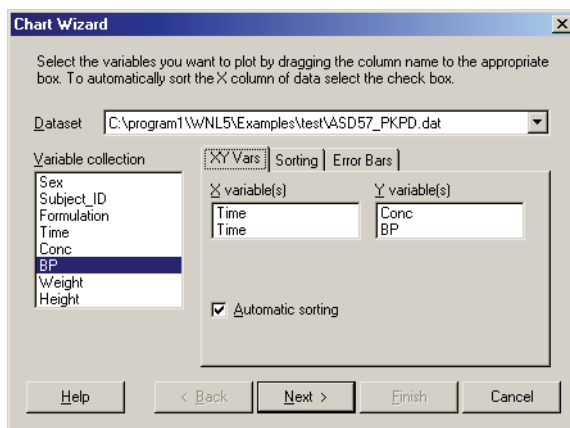 Chart Wizard
Select the variables you want to plot by dragging the column name to the appropriate
box. To automatically sort the X column of data select the check box.
Dataset C:\program1\WNL5\Examples\test\ASD57_PKPD.dat
Variable collection
Sex
Subject_ID
Formulation
Time
Conc
BP
Weight
Height
XY Vars Sorting Error Bars
X variable(s)
Time
Time
Y variable(s)
Conc
BP
Automatic sorting
Help < Back Next > Finish Cancel